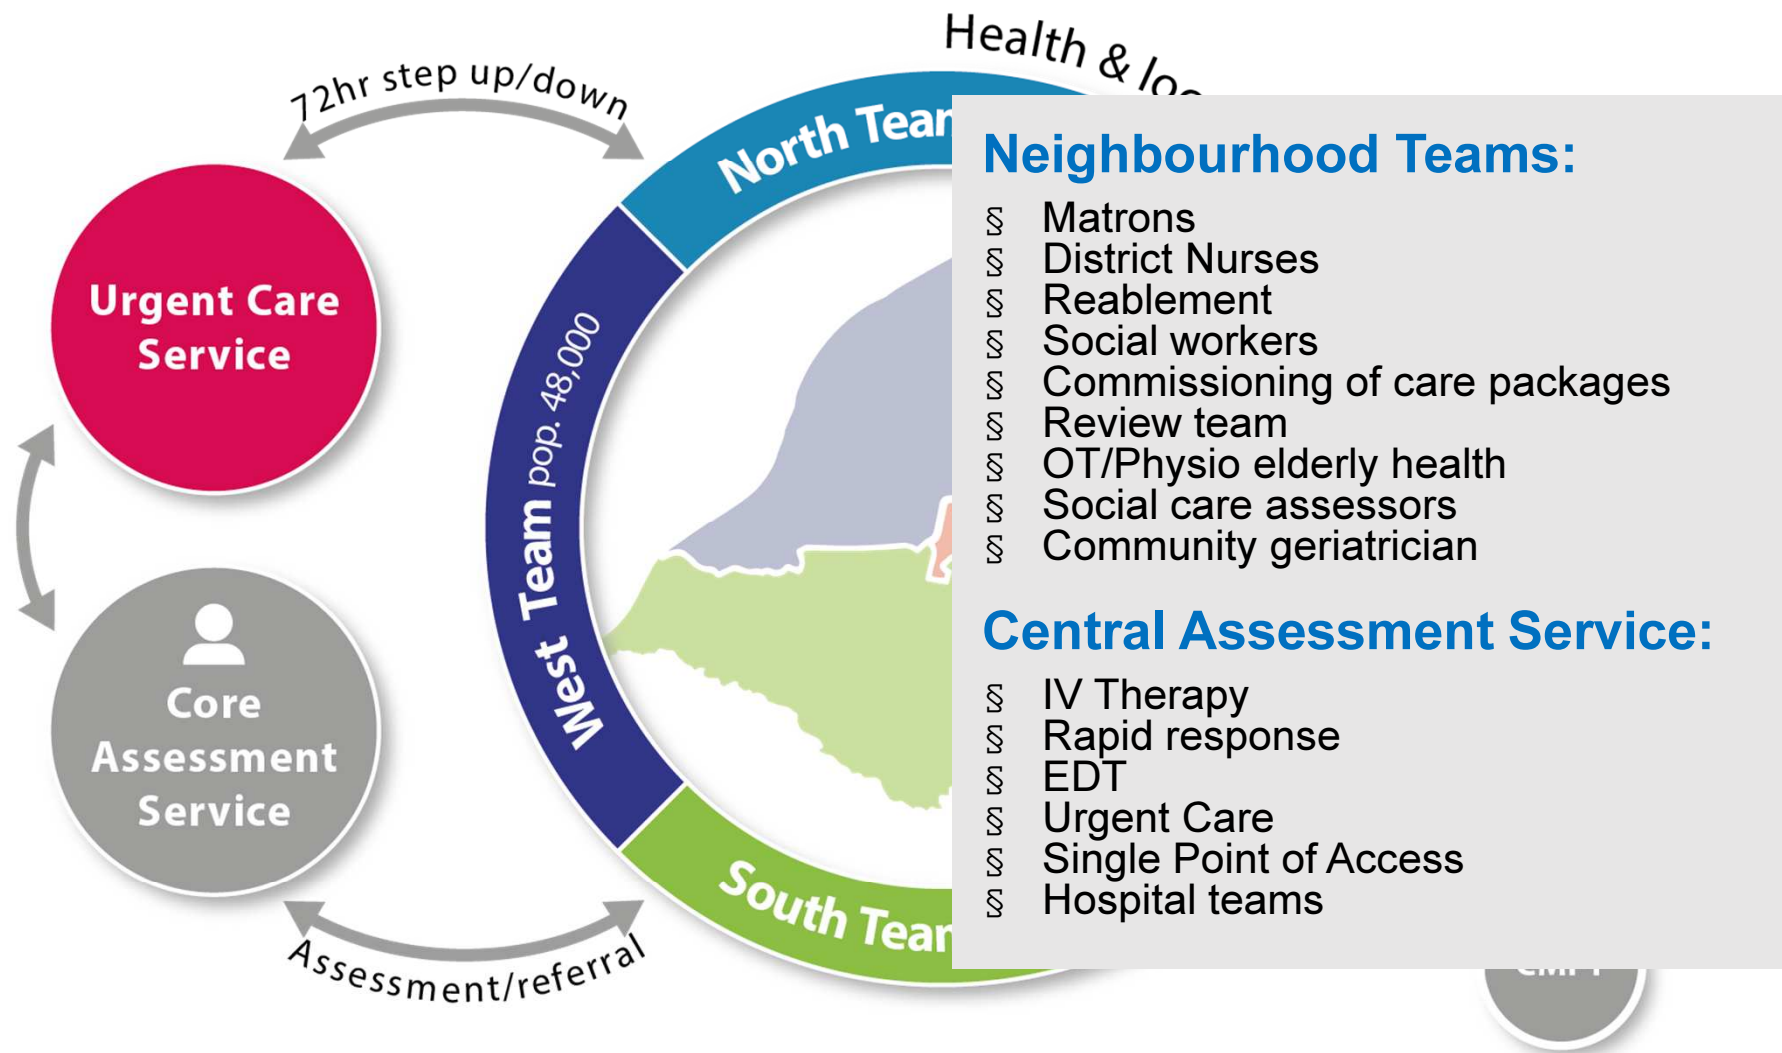 Health & loc
72hr step up/down
North Team
Urgent Care
Service
West Team pop. 48,000
Core
Assessment
Service
South Team
Assessment/referral
Neighbourhood Teams:
§ Matrons
§ District Nurses
§ Reablement
§ Social workers
§ Commissioning of care packages
§ Review team
§ OT/Physio elderly health
§ Social care assessors
§ Community geriatrician
Central Assessment Service:
§ IV Therapy
§ Rapid response
§ EDT
§ Urgent Care
§ Single Point of Access
§ Hospital teams